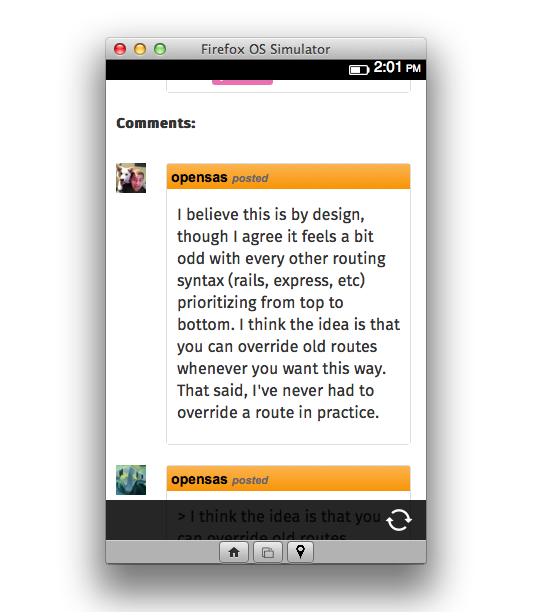 Firefox OS Simulator
2:01 PM
Comments:
opensas posted
I believe this is by design,
though I agree it feels a bit
odd with every other routing
syntax (rails, express, etc)
prioritizing from top to
bottom. I think the idea is that
you can override old routes
whenever you want this way.
That said, I've never had to
override a route in practice.
opensas posted
> I think the idea is that you
can override old routes